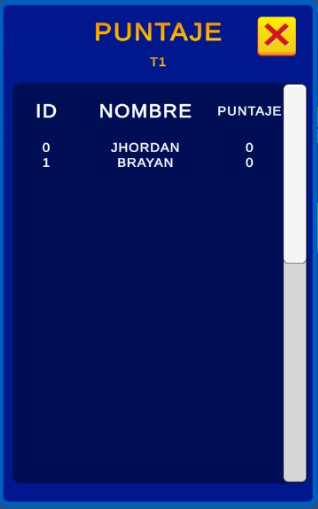 PUNTAJE
T1
ID NOMBRE PUNTAJE
0 JHORDAN 0
1 BRAYAN 0